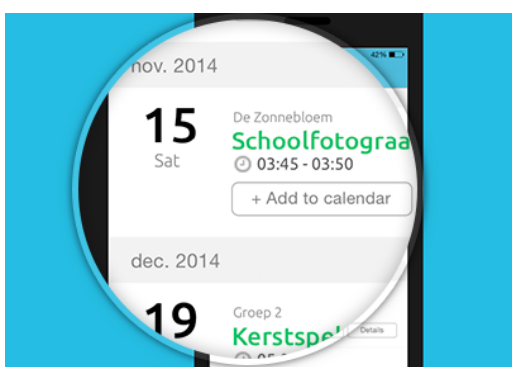 42%
nov. 2014
15
Sat
De Zonnebloem
Schoolfotograa
03:45 - 03:50
+ Add to calendar
dec. 2014
19
Groep 2
Details